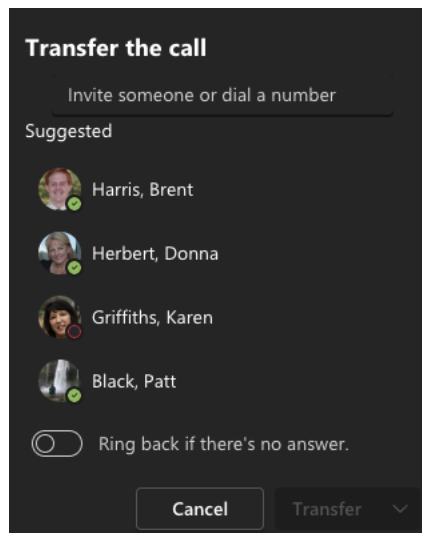 Transfer the call
Invite someone or dial a number
Suggested
Harris, Brent
Herbert, Donna
Griffiths, Karen
Black, Patt
Ring back if there's no answer.
Cancel
Transfer